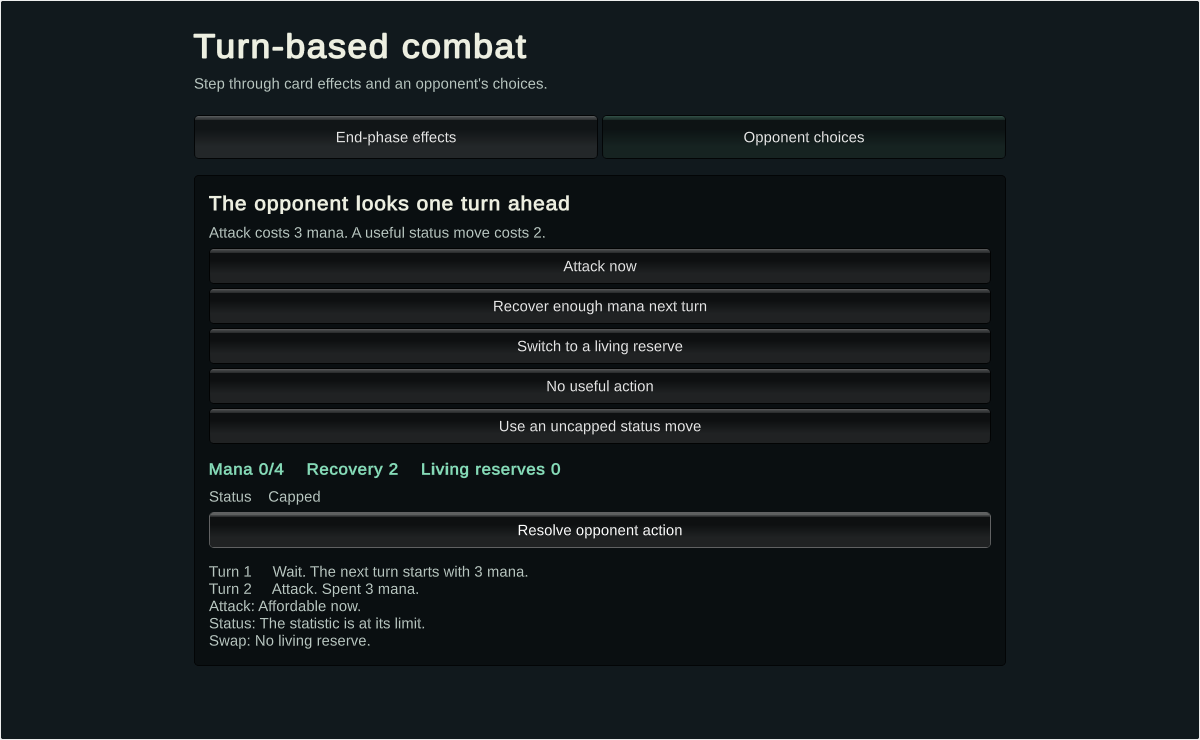 Turn-based combat
Step through card effects and an opponent's choices.
End-phase effects
Opponent choices
The opponent looks one turn ahead
Attack costs 3 mana. A useful status move costs 2.
Attack now
Recover enough mana next turn
Switch to a living reserve
No useful action
Use an uncapped status move
Mana 0/4 Recovery 2 Living reserves 0
Status Capped
Resolve opponent action
Turn 1 Wait. The next turn starts with 3 mana.
Turn 2 Attack. Spent 3 mana.
Attack: Affordable now.
Status: The statistic is at its limit.
Swap: No living reserve.